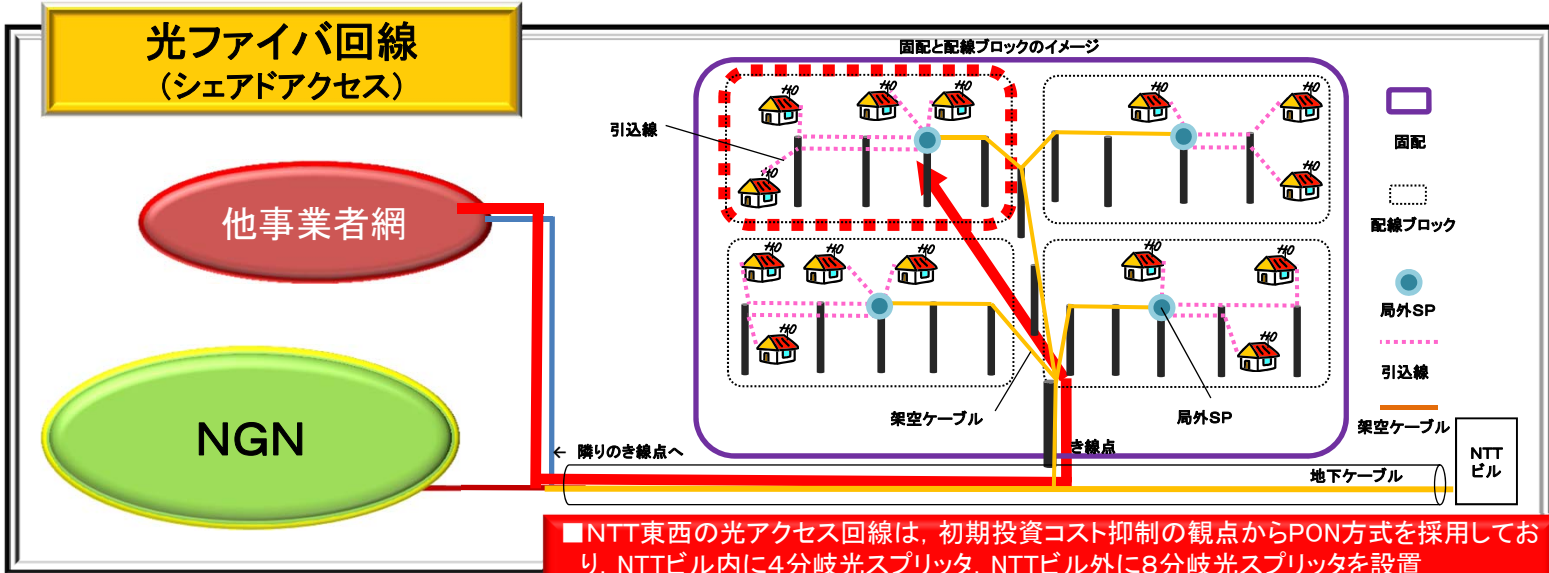 光ファイバ回線
（シェアドアクセス）
固配と配線ブロックのイメージ
引込線
他事業者網
NGN
← 隣りのき線点へ
架空ケーブル
局外SP
き線点
地下ケーブル
固配
配線ブロック
局外SP
引込線
架空ケーブル
NTT
ビル
■NTT東西の光アクセス回線は，初期投資コスト抑制の観点からPON方式を採用してお
り，NTTビル内に4分岐光スプリッタ，NTTビル外に8分岐光スプリッタを設置